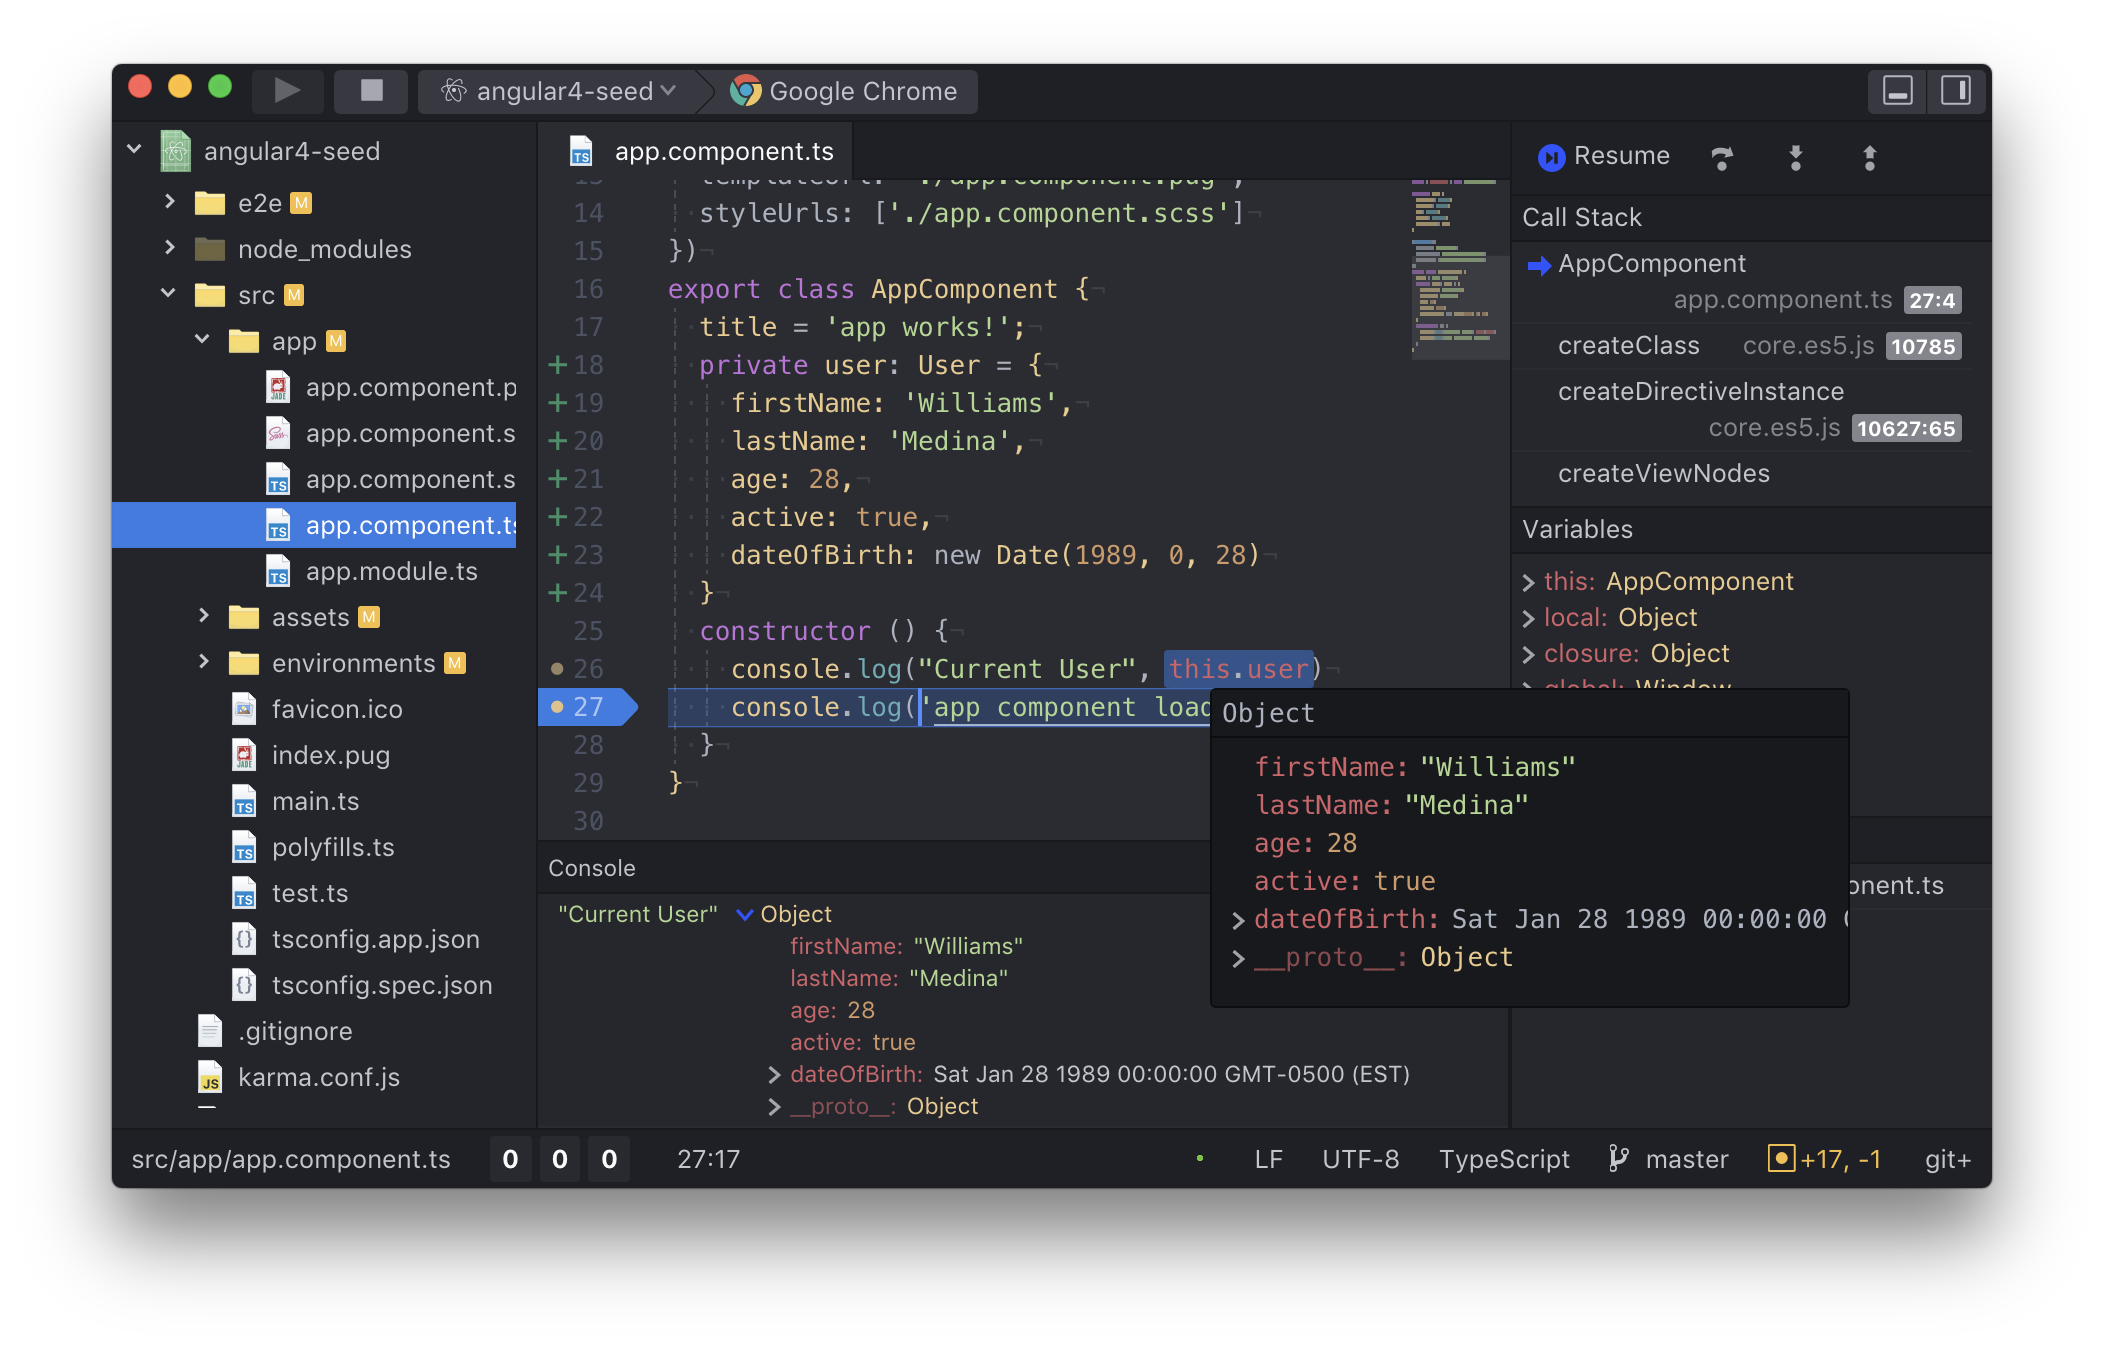 angular4-seed
Google Chrome
angular4-seed
e2e M
node_modules
src M
app M
app.component.p
app.component.s
app.component.s
app.component.ts
app.module.ts
assets M
environments M
favicon.ico
index.pug
main.ts
polyfills.ts
test.ts
tsconfig.app.json
tsconfig.spec.json
.gitignore
karma.conf.js
app.component.ts
13 templateUrl: './app.component.pug',
14 styleUrls: ['./app.component.scss']
15 })
16 export class AppComponent {
17 title = 'app works!';
+18 private user: User = {
+19 firstName: 'Williams',
+20 lastName: 'Medina',
+21 age: 28,
+22 active: true,
+23 dateOfBirth: new Date(1989, 0, 28)
+24 }
25 constructor () {
26 console.log("Current User", this.user)
27 console.log('app component load
28 }
29 }
30
Object
firstName: "Williams"
lastName: "Medina"
age: 28
active: true
dateOfBirth: Sat Jan 28 1989 00:00:00
__proto__: Object
Console
"Current User" Object
firstName: "Williams"
lastName: "Medina"
age: 28
active: true
dateOfBirth: Sat Jan 28 1989 00:00:00 GMT-0500 (EST)
__proto__: Object
Resume
Call Stack
AppComponent
app.component.ts 27:4
createClass core.es5.js 10785
createDirectiveInstance
core.es5.js 10627:65
createViewNodes
Variables
this: AppComponent
local: Object
closure: Object
global: Window
onent.ts
src/app/app.component.ts 0 0 0 27:17 LF UTF-8 TypeScript master +17, -1 git+